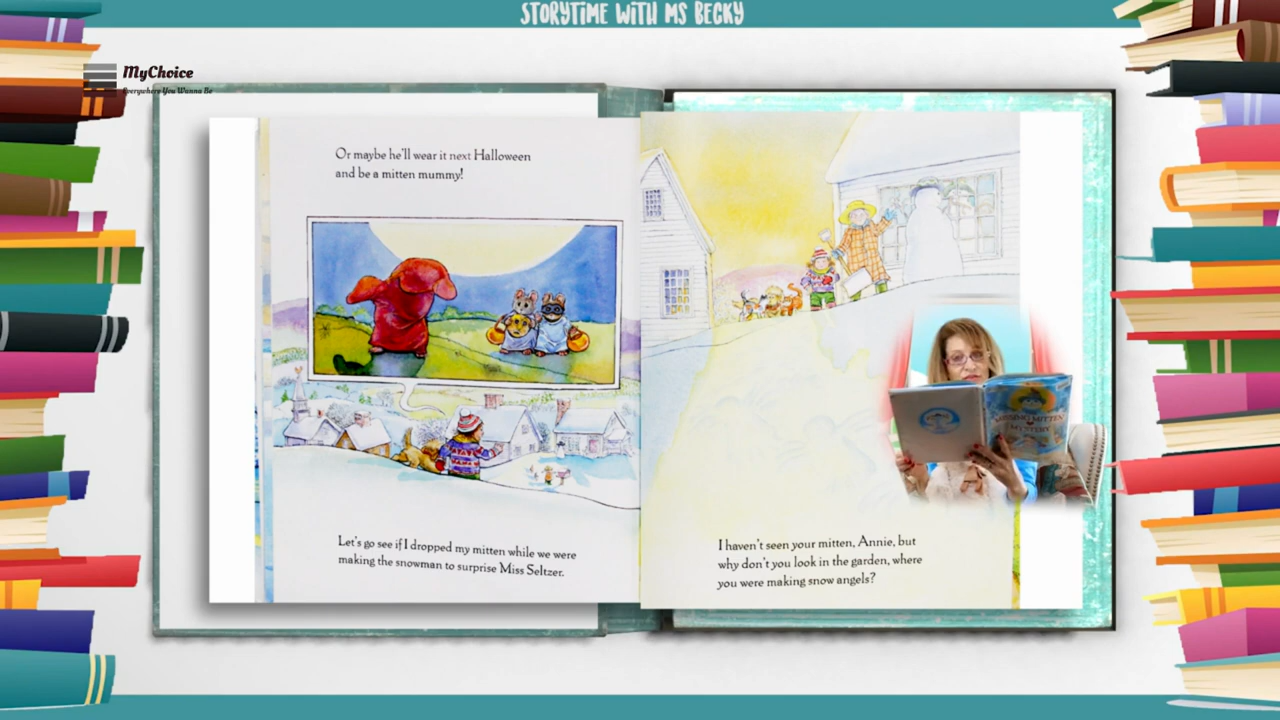 STORYTIME WITH MS BECKY
MyChoice
Everywhere You Wanna Be
Or maybe he'll wear it next Halloween
and be a mitten mummy!
Let's go see if I dropped my mitten while we were
making the snowman to surprise Miss Seltzer.
I haven't seen your mitten, Annie, but
why don't you look in the garden, where
you were making snow angels?
MISSING MITTEN
MYSTERY